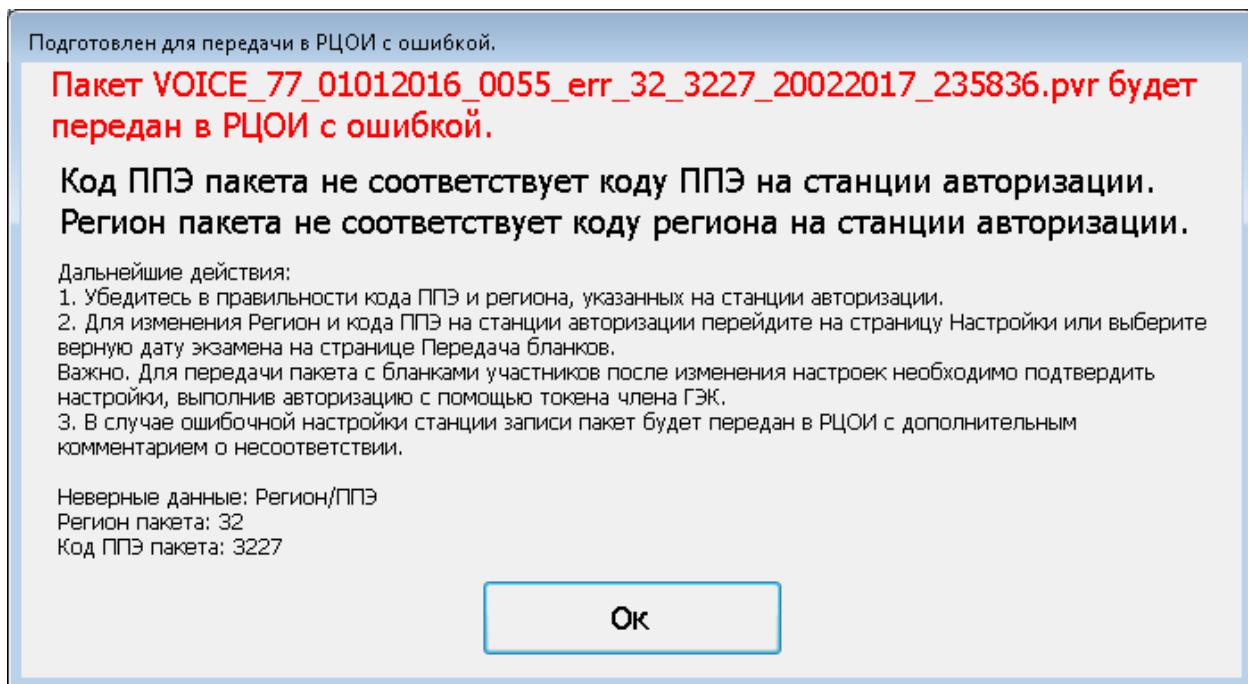 Подготовлен для передачи в РЦОИ с ошибкой.
Пакет VOICE_77_01012016_0055_err_32_3227_20022017_235836.pvr будет
передан в РЦОИ с ошибкой.
Код ППЭ пакета не соответствует коду ППЭ на станции авторизации.
Регион пакета не соответствует коду региона на станции авторизации.
Дальнейшие действия:
1. Убедитесь в правильности кода ППЭ и региона, указанных на станции авторизации.
2. Для изменения Регион и кода ППЭ на станции авторизации перейдите на страницу Настройки или выберите
верную дату экзамена на странице Передача бланков.
Важно. Для передачи пакета с бланками участников после изменения настроек необходимо подтвердить
настройки, выполнив авторизацию с помощью токена члена ГЭК.
3. В случае ошибочной настройки станции записи пакет будет передан в РЦОИ с дополнительным
комментарием о несоответствии.
Неверные данные: Регион/ППЭ
Регион пакета: 32
Код ППЭ пакета: 3227
Ок